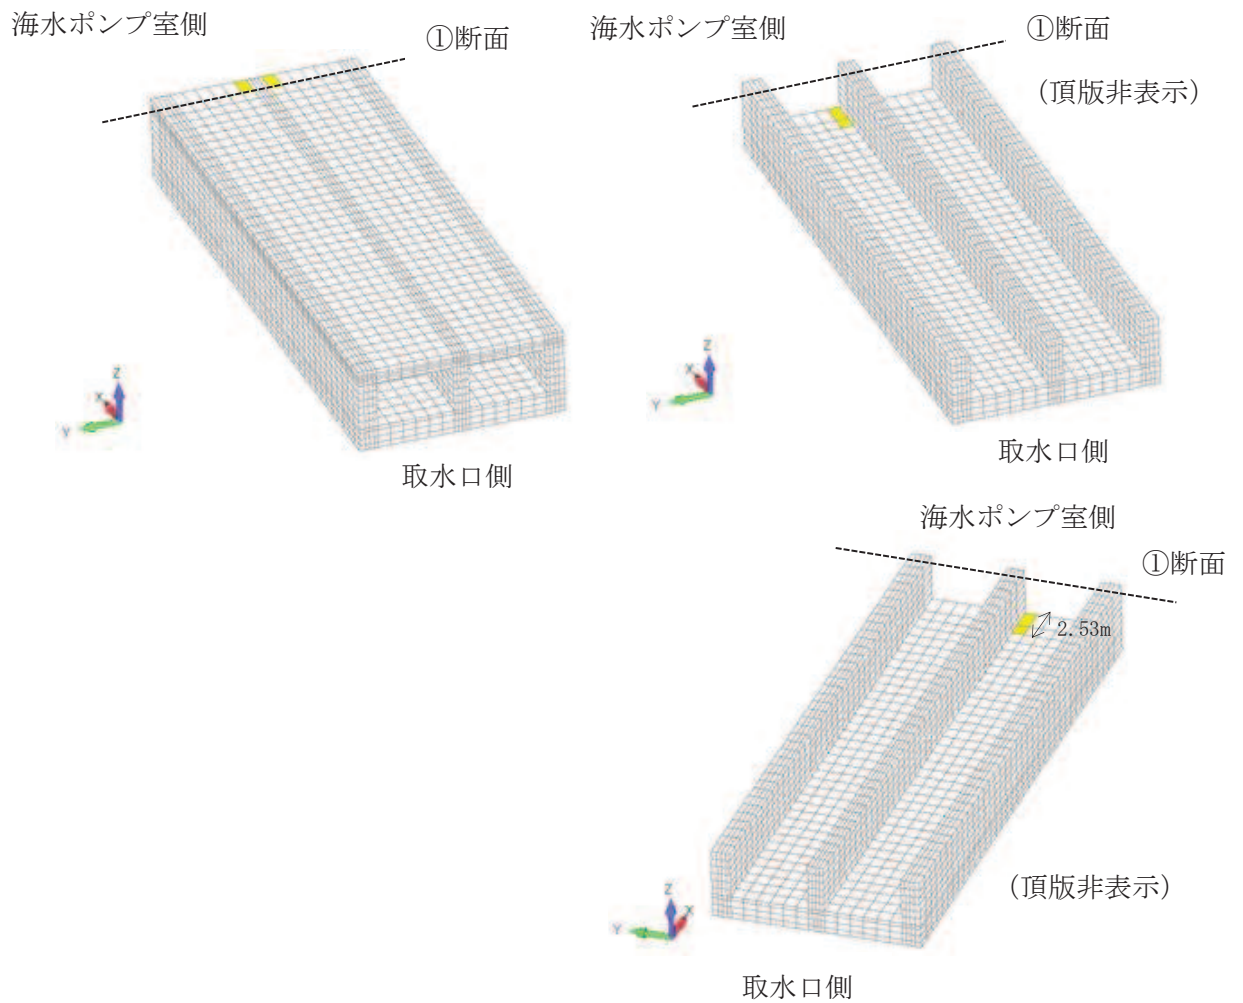 海水ポンプ室側
①断面
Z
X
Y
取水口側
海水ポンプ室側
①断面
(頂版非表示)
Z
X
Y
取水口側
海水ポンプ室側
①断面
2.53m
(頂版非表示)
Z
X
Y
取水口側